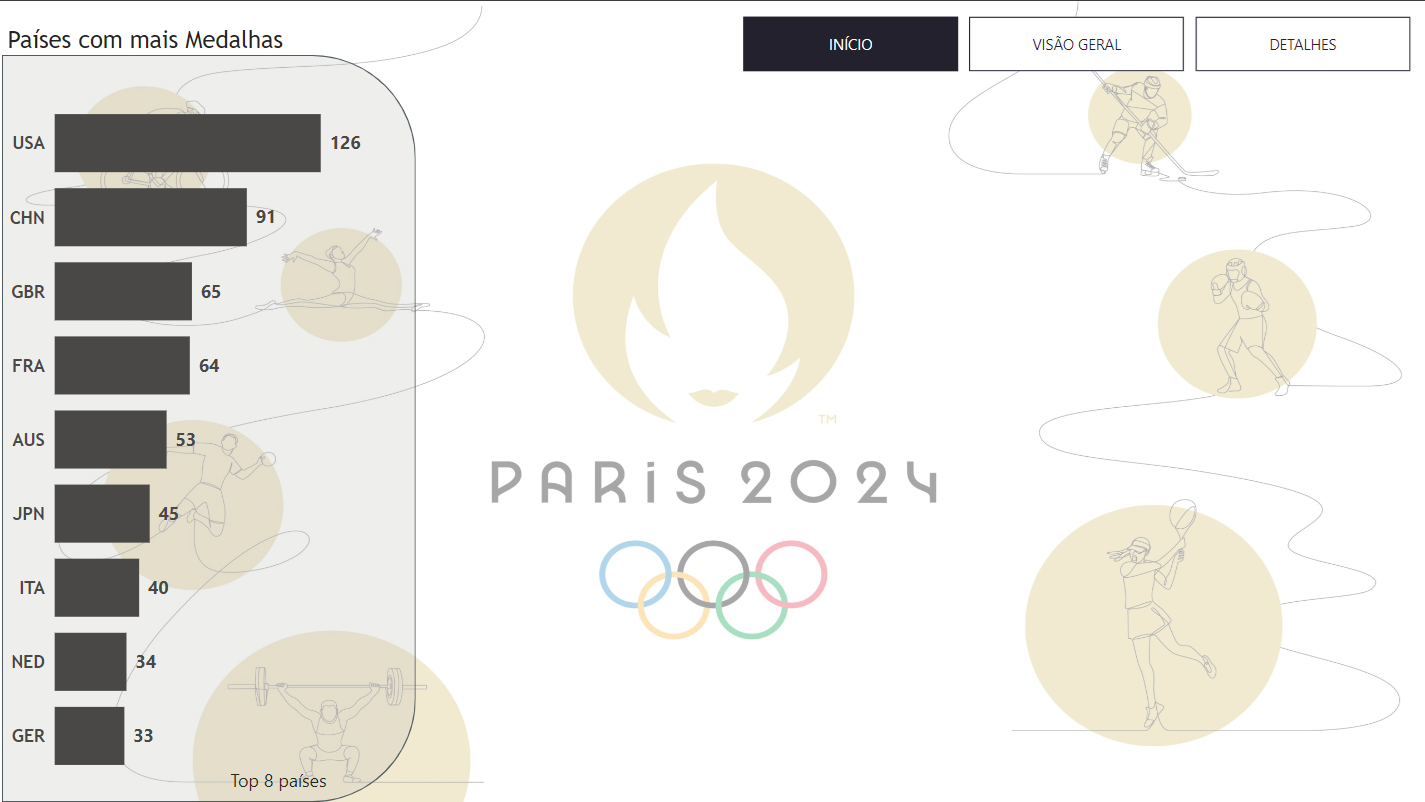 Países com mais Medalhas
INÍCIO
VISÃO GERAL
DETALHES
USA 126
CHN 91
GBR 65
FRA 64
AUS 53
JPN 45
ITA 40
NED 34
GER 33
Top 8 países
TM
PARiS 2024